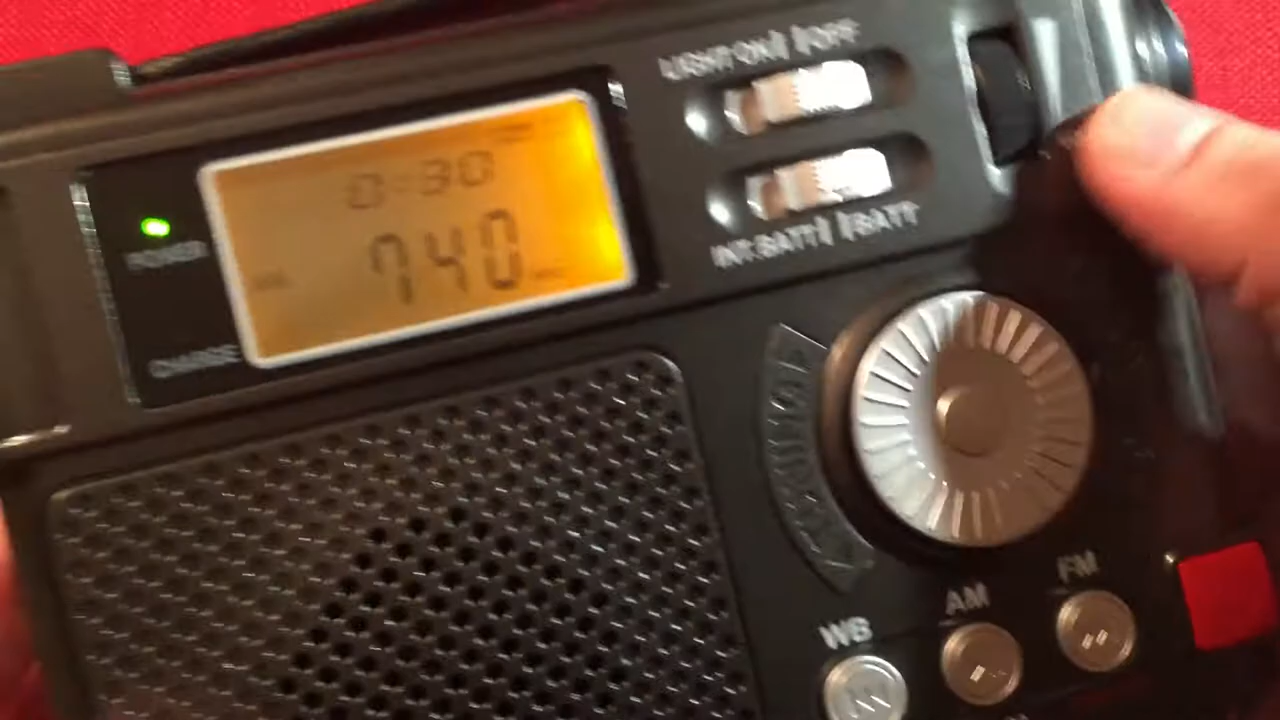 LIGHT ON/OFF
0:30
POWER
740
INT.BATT/BATT
CHARGE
FM
AM
WB